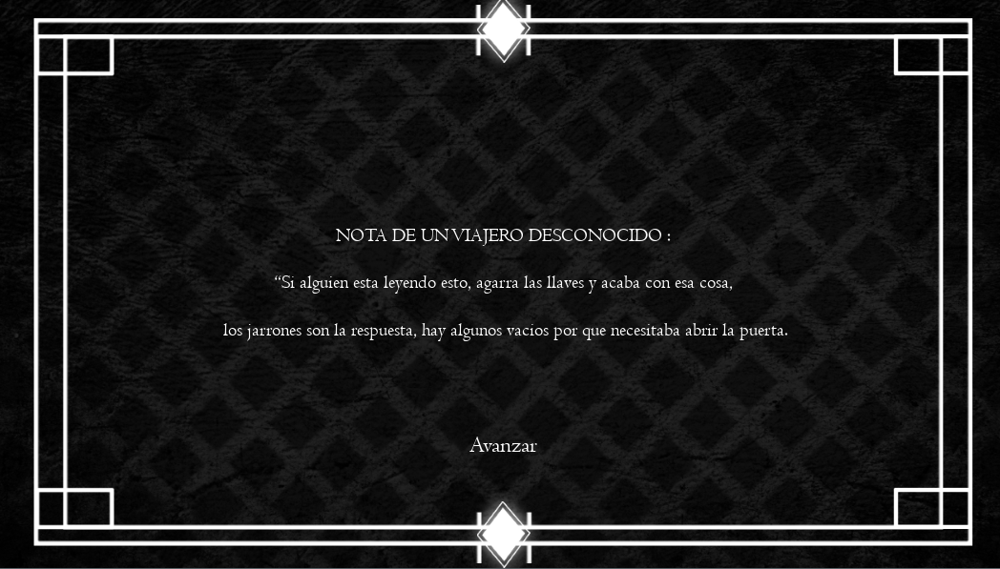 NOTA DE UN VIAJERO DESCONOCIDO :
“Si alguien esta leyendo esto, agarra las llaves y acaba con esa cosa,
los jarrones son la respuesta, hay algunos vacios por que necesitaba abrir la puerta.
Avanzar